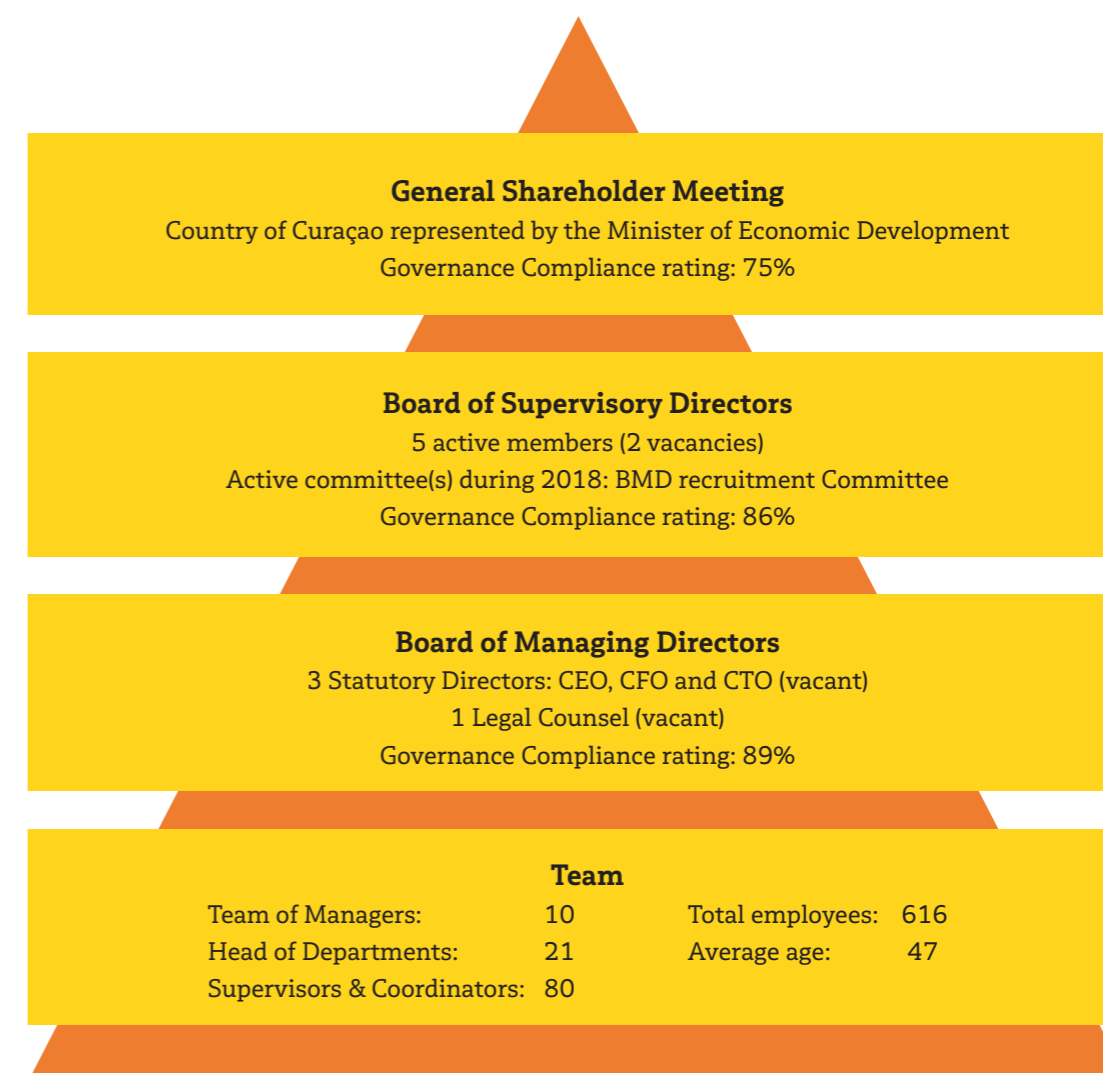 General Shareholder Meeting
Country of Curaçao represented by the Minister of Economic Development
Governance Compliance rating: 75%
Board of Supervisory Directors
5 active members (2 vacancies)
Active committee(s) during 2018: BMD recruitment Committee
Governance Compliance rating: 86%
Board of Managing Directors
3 Statutory Directors: CEO, CFO and CTO (vacant)
1 Legal Counsel (vacant)
Governance Compliance rating: 89%
Team
Team of Managers: 10 Total employees: 616
Head of Departments: 21 Average age: 47
Supervisors & Coordinators: 80